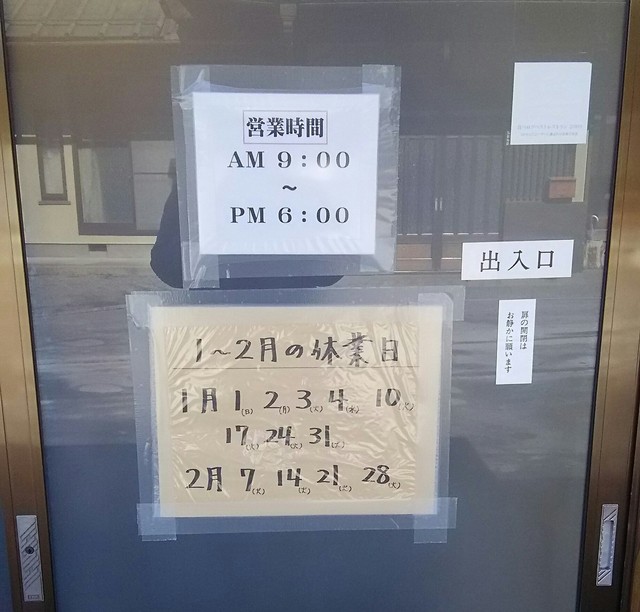 営業時間
AM 9:00
~
PM 6:00
出入口
扉の開閉は
お静かに願います
1~2月の休業日
1月 1(日) 2(月) 3(火) 4(水) 10(火)
17(火) 24(火) 31(火)
2月 7(火) 14(火) 21(火) 28(火)